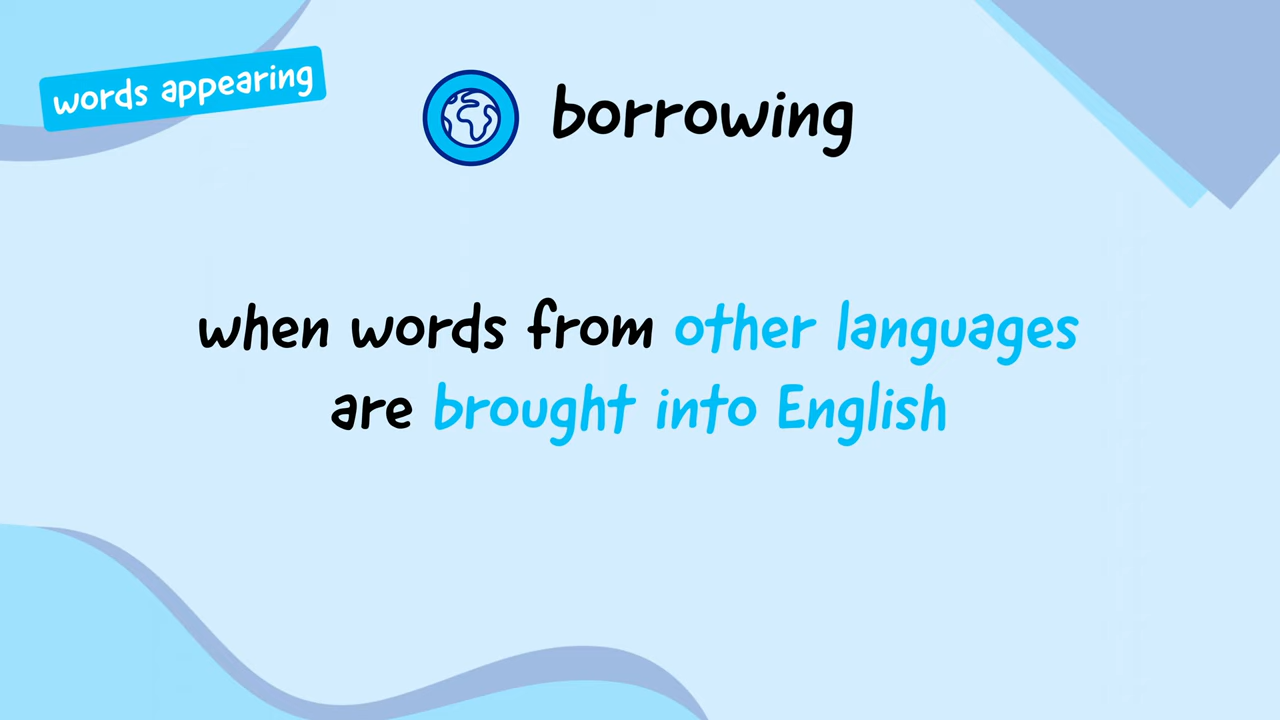 words appearing
borrowing
when words from other languages
are brought into English